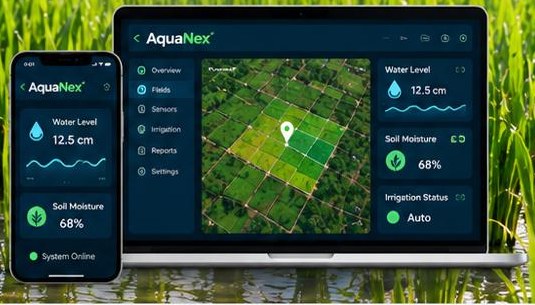 AquaNex
Water Level
12.5 cm
Soil Moisture
68%
System Online
AquaNex
Overview
Fields
Sensors
Irrigation
Reports
Settings
Water Level
12.5 cm
Soil Moisture
68%
Irrigation Status
Auto